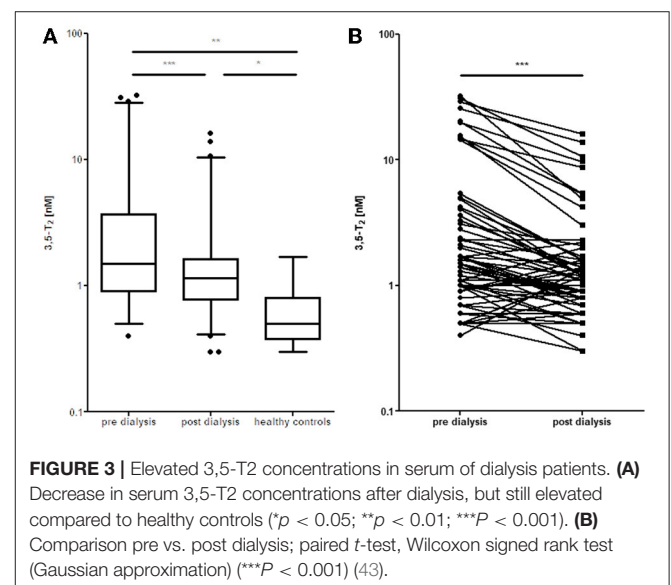 A
B
100
10
1
0.1
3,5-T₂ [nM]
**
***
*
pre dialysis post dialysis healthy controls
100
10
1
0.1
3,5-T₂ [nM]
***
pre dialysis post dialysis
FIGURE 3 | Elevated 3,5-T2 concentrations in serum of dialysis patients. (A)
Decrease in serum 3,5-T2 concentrations after dialysis, but still elevated
compared to healthy controls (*p < 0.05; **p < 0.01; ***P < 0.001). (B)
Comparison pre vs. post dialysis; paired t-test, Wilcoxon signed rank test
(Gaussian approximation) (***P < 0.001) (43).